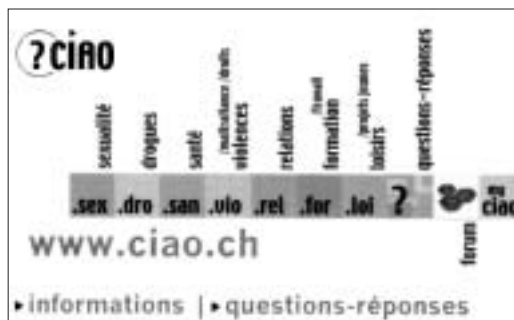 ?CIAO
sexualité
drogues
santé
/maltraitance /droits
violences
relations
/travail
formation
/projets jeunes
loisirs
questions-réponses
.sex .dro .san .vio .rel .for .loi ?
ciao
forum
www.ciao.ch
▸informations | ▸questions-réponses